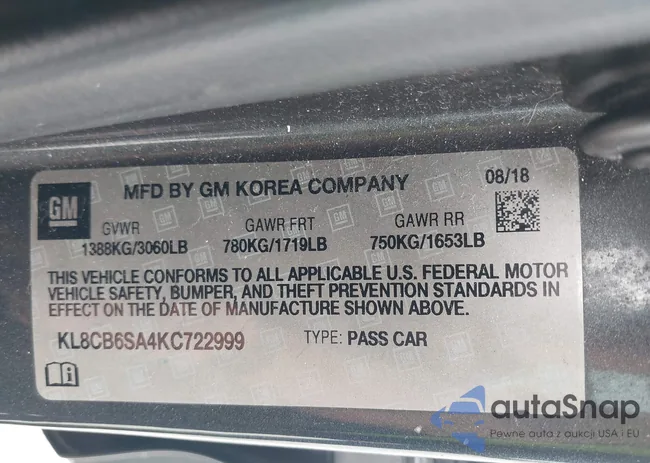 GM
MFD BY GM KOREA COMPANY
08/18
GVWR GAWR FRT GAWR RR
1388KG/3060LB 780KG/1719LB 750KG/1653LB
THIS VEHICLE CONFORMS TO ALL APPLICABLE U.S. FEDERAL MOTOR
VEHICLE SAFETY, BUMPER, AND THEFT PREVENTION STANDARDS IN
EFFECT ON THE DATE OF MANUFACTURE SHOWN ABOVE.
KL8CB6SA4KC722999 TYPE: PASS CAR
autoSnap
Pewne auta z aukcji USA i EU